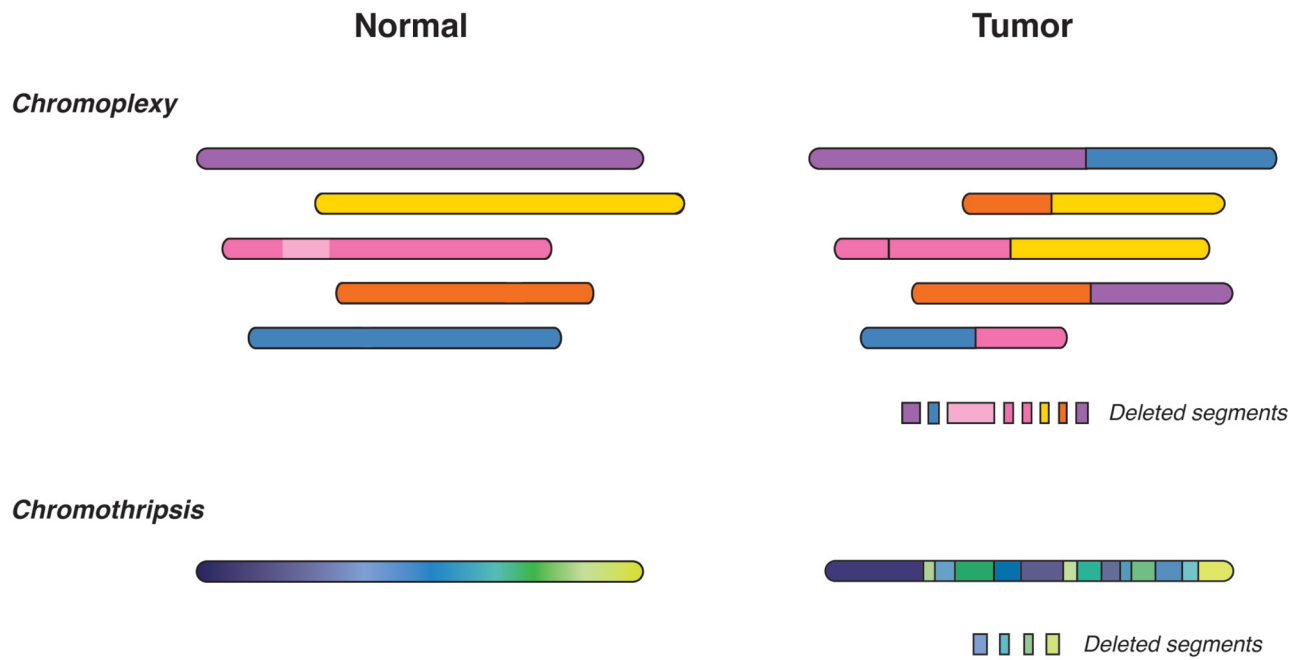 Normal
Tumor
Chromoplexy
Deleted segments
Chromothripsis
Deleted segments